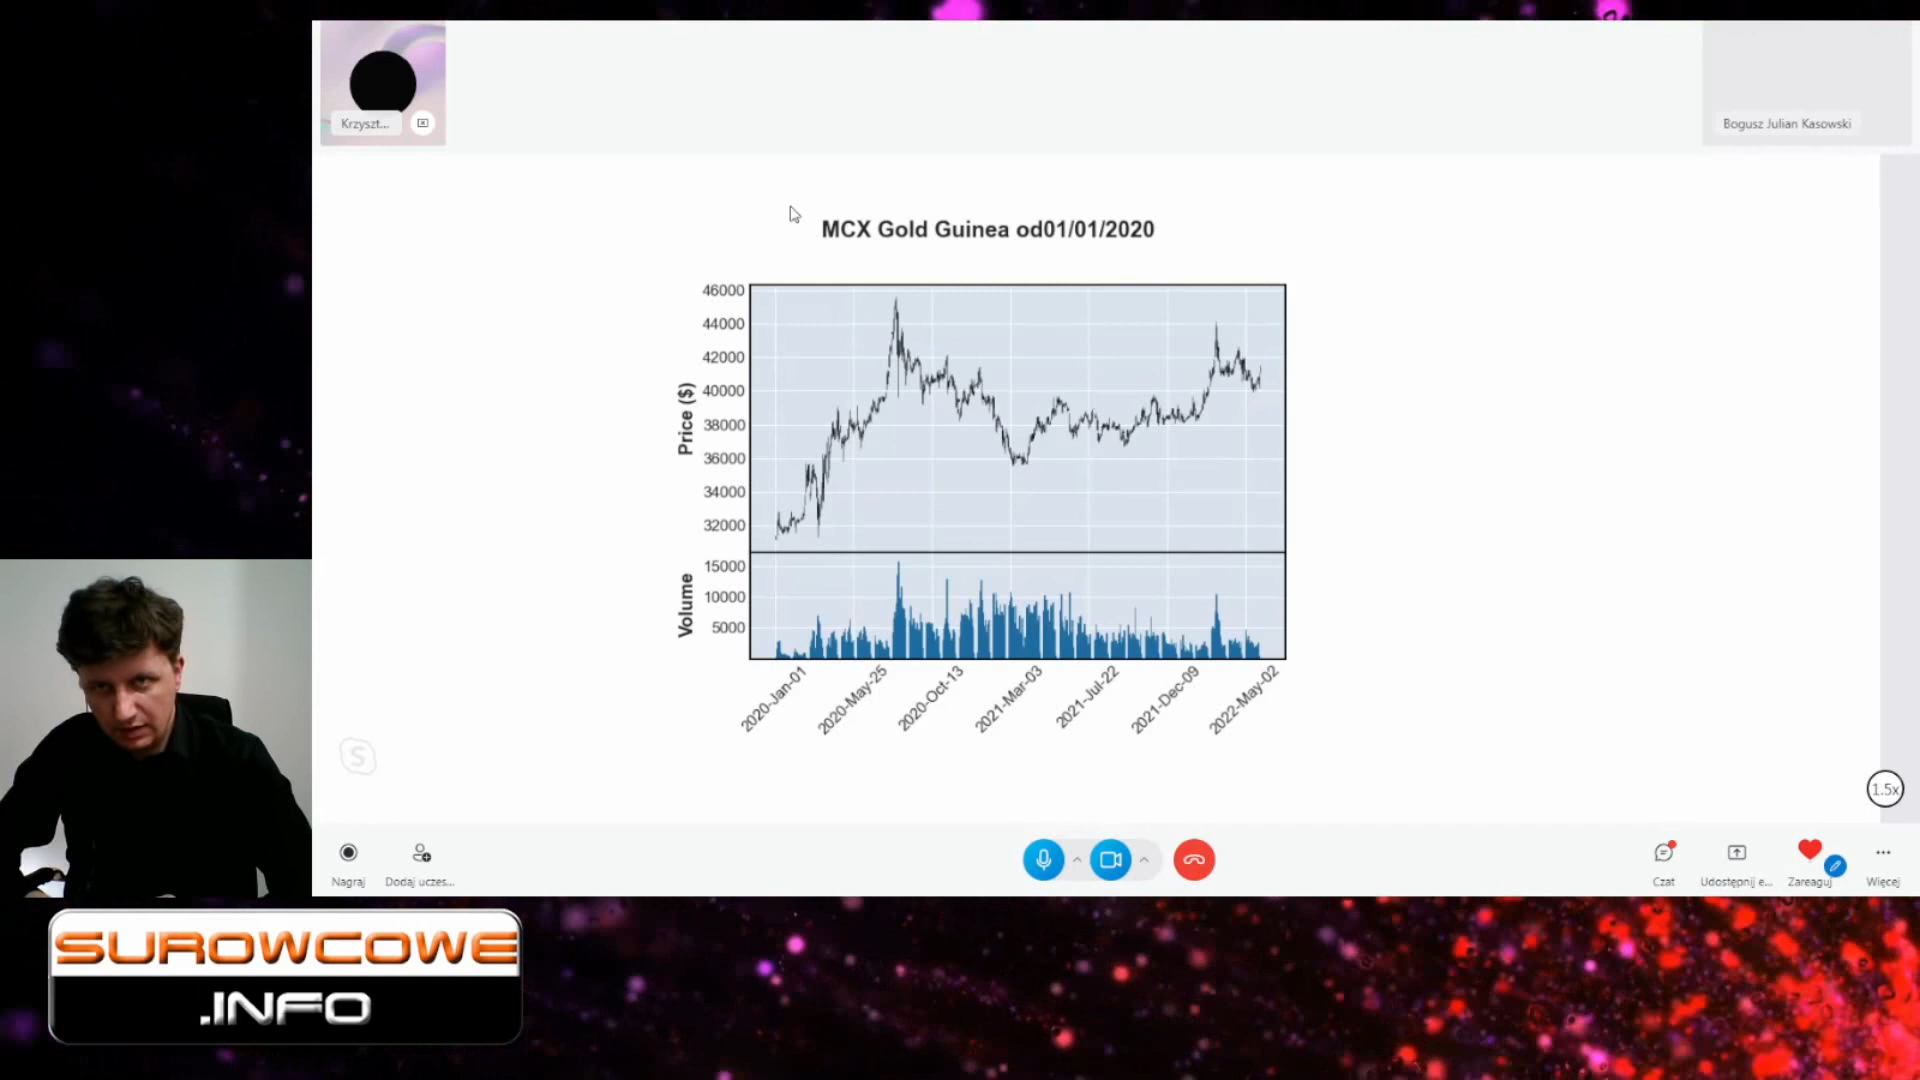 Krzyszt...
Bogusz Julian Kasowski
MCX Gold Guinea od01/01/2020
46000
44000
42000
40000
38000
36000
34000
32000
Price ($)
15000
10000
5000
Volume
2020-Jan-01
2020-May-25
2020-Oct-13
2021-Mar-03
2021-Jul-22
2021-Dec-09
2022-May-02
S
1.5x
Nagraj
Dodaj uczes...
Czat
Udostępnij e...
Zareaguj
Więcej
SUROWCOWE
.INFO